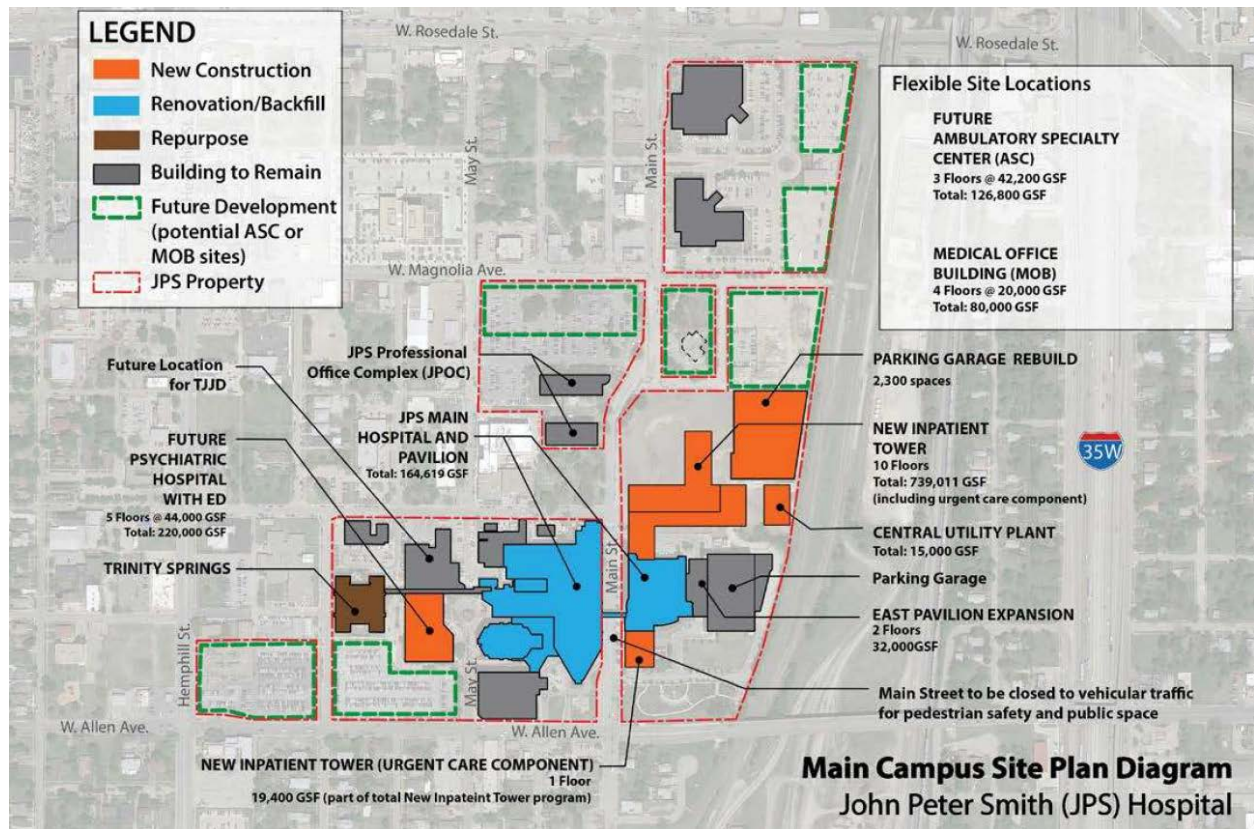 W. Rosedale St.
W. Rosedale St.
LEGEND
New Construction
Renovation/Backfill
Repurpose
Building to Remain
Future Development
(potential ASC or
MOB sites)
JPS Property
Hemphill St.
May St.
Main St.
Flexible Site Locations
FUTURE
AMBULATORY SPECIALTY
CENTER (ASC)
3 Floors @ 42,200 GSF
Total: 126,800 GSF
MEDICAL OFFICE
BUILDING (MOB)
4 Floors @ 20,000 GSF
Total: 80,000 GSF
W. Magnolia Ave.
Future Location
for TJJD
JPS Professional
Office Complex (JPOC)
PARKING GARAGE REBUILD
2,300 spaces
FUTURE
PSYCHIATRIC
HOSPITAL
WITH ED
5 Floors @ 44,000 GSF
Total: 220,000 GSF
JPS MAIN
HOSPITAL AND
PAVILION
Total: 164,619 GSF
NEW INPATIENT
TOWER
10 Floors
Total: 739,011 GSF
(including urgent care component)
35W
CENTRAL UTILITY PLANT
Total: 15,000 GSF
TRINITY SPRINGS
Main St.
Parking Garage
EAST PAVILION EXPANSION
2 Floors
32,000GSF
Hemphill St.
May St.
Main Street to be closed to vehicular traffic
for pedestrian safety and public space
W. Allen Ave.
W. Allen Ave.
NEW INPATIENT TOWER (URGENT CARE COMPONENT)
1 Floor
19,400 GSF (part of total New Inpateint Tower program)
Main Campus Site Plan Diagram
John Peter Smith (JPS) Hospital